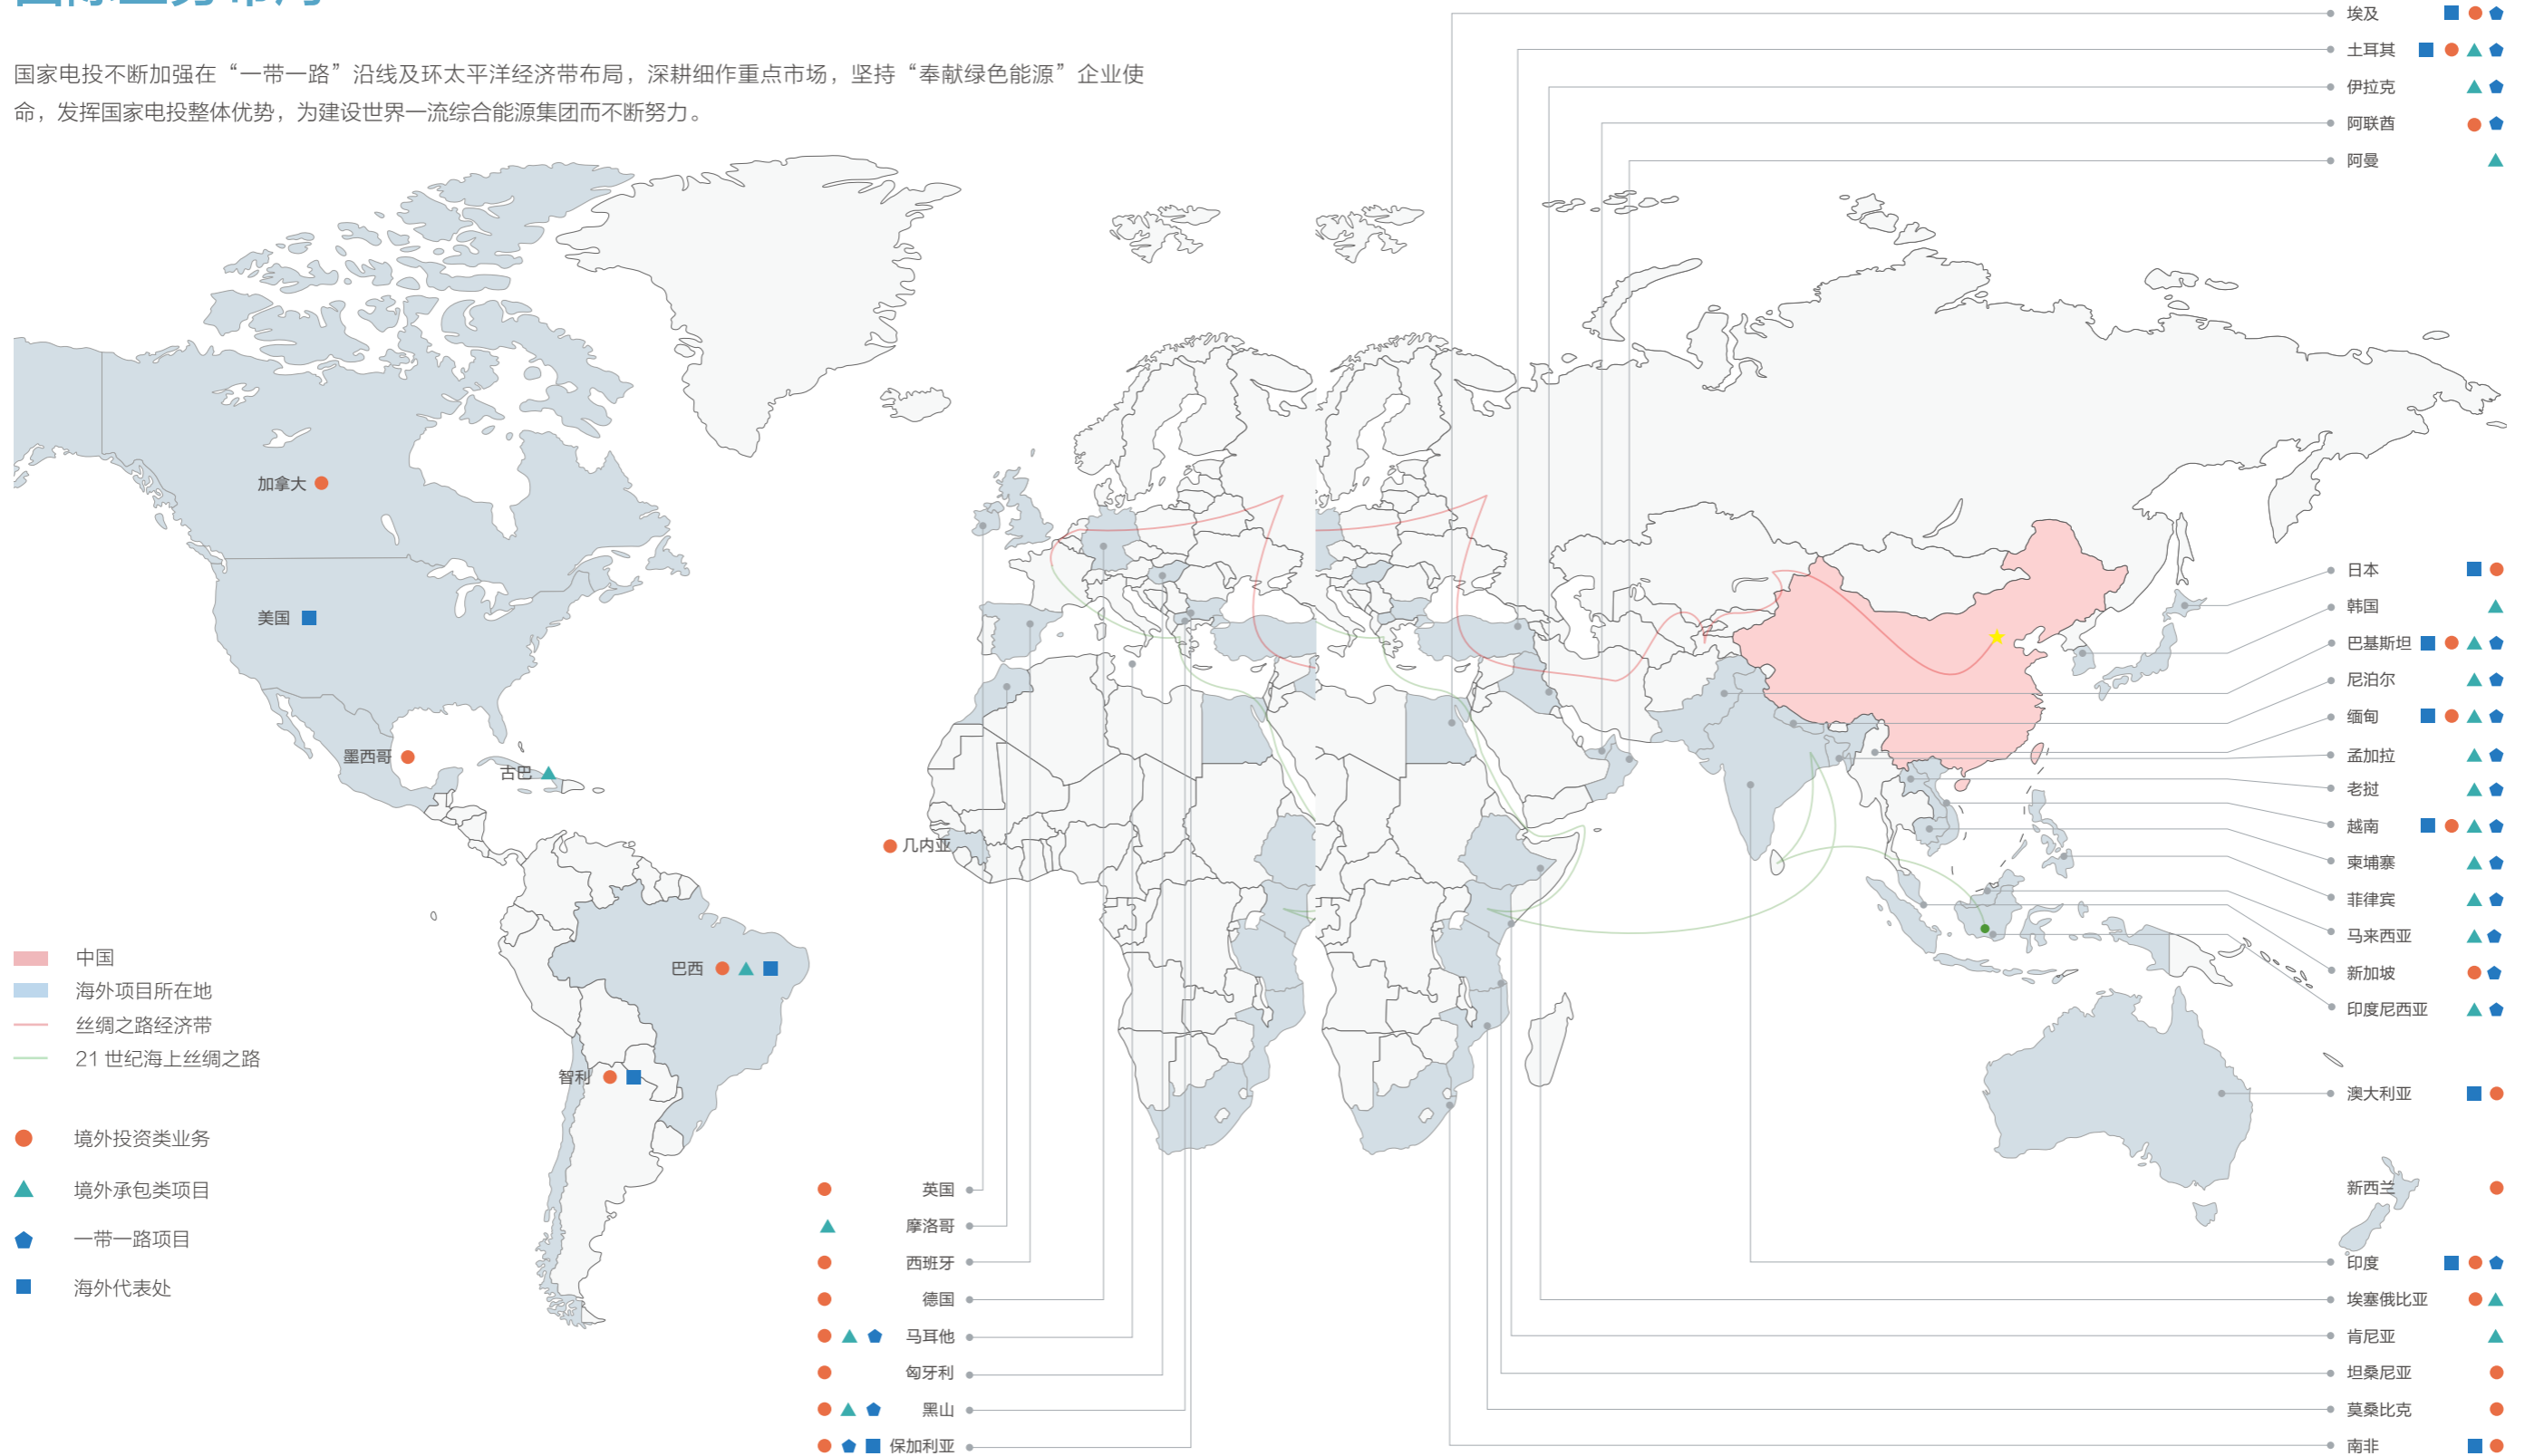 国家电投不断加强在“一带一路”沿线及环太平洋经济带布局，深耕细作重点市场，坚持“奉献绿色能源”企业使
命，发挥国家电投整体优势，为建设世界一流综合能源集团而不断努力。
埃及
土耳其
伊拉克
阿联酋
阿曼
加拿大
美国
墨西哥
古巴
几内亚
巴西
智利
日本
韩国
巴基斯坦
尼泊尔
缅甸
孟加拉
老挝
越南
柬埔寨
菲律宾
马来西亚
新加坡
印度尼西亚
澳大利亚
新西兰
印度
埃塞俄比亚
肯尼亚
坦桑尼亚
莫桑比克
南非
中国
海外项目所在地
丝绸之路经济带
21 世纪海上丝绸之路
境外投资类业务
境外承包类项目
一带一路项目
海外代表处
英国
摩洛哥
西班牙
德国
马耳他
匈牙利
黑山
保加利亚